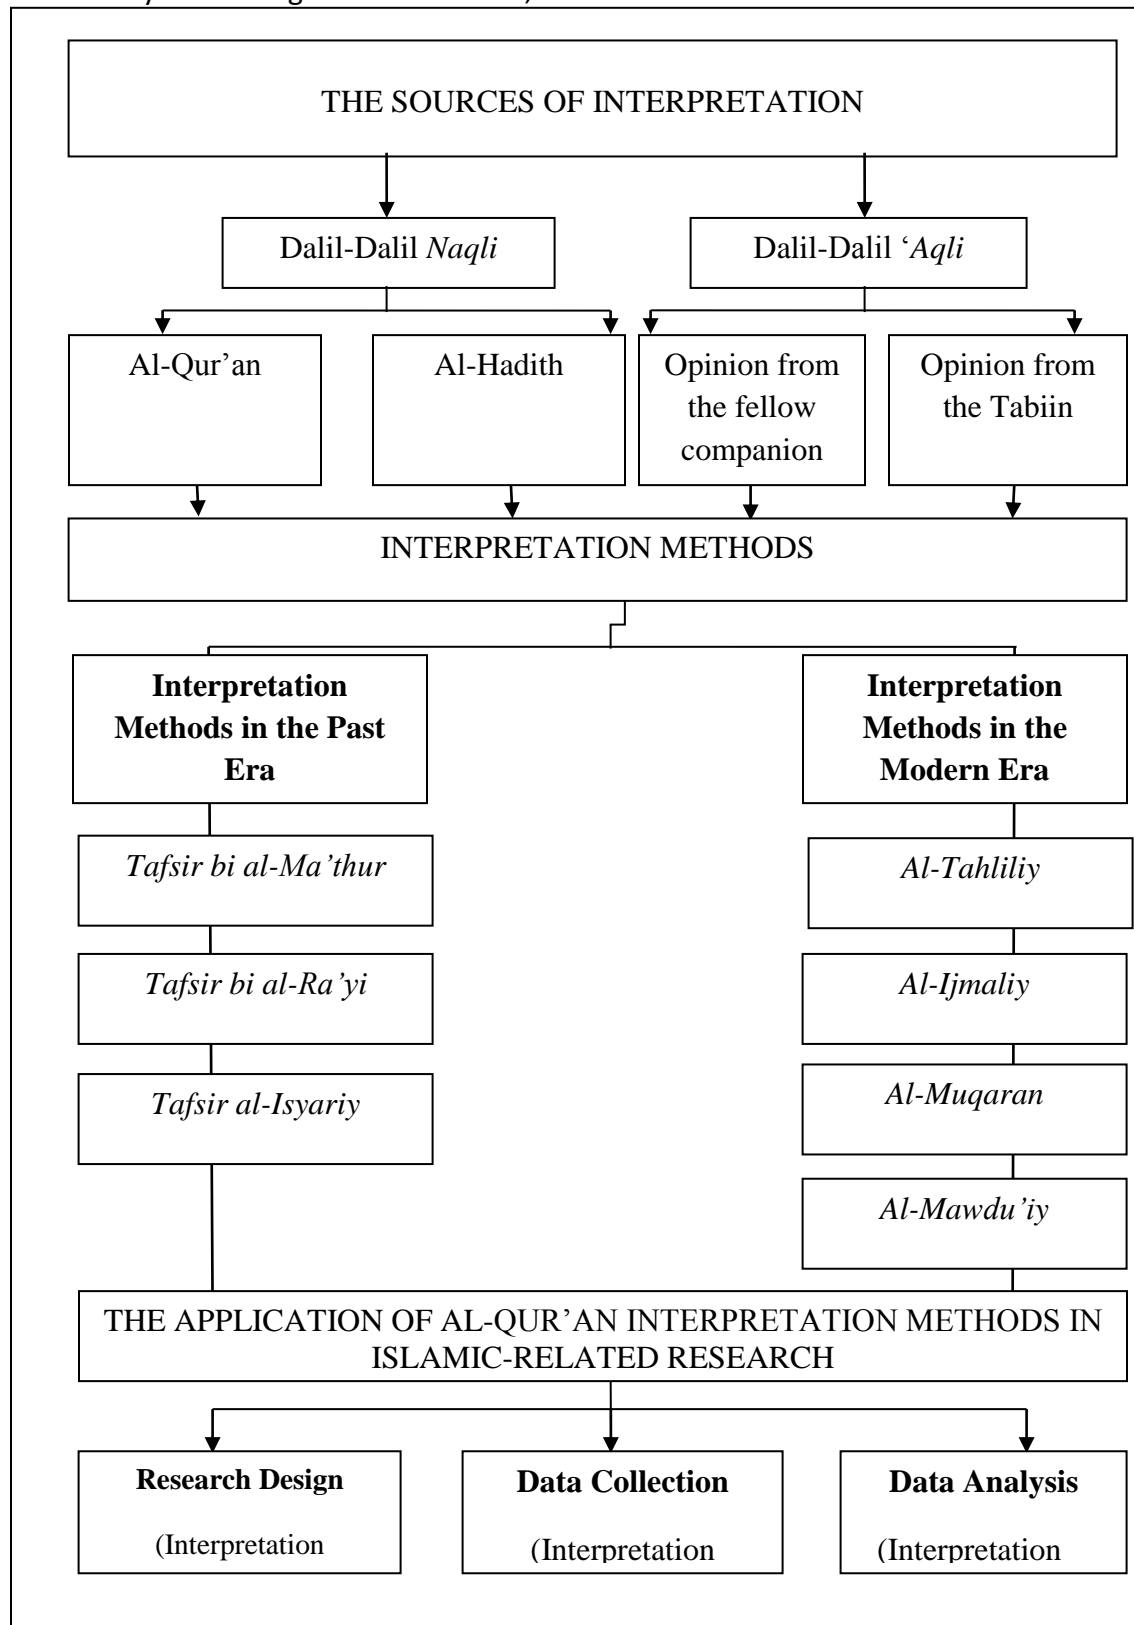 THE SOURCES OF INTERPRETATION
Dalil-Dalil Naqli
Dalil-Dalil ‘Aqli
Al-Qur’an
Al-Hadith
Opinion from
the fellow
companion
Opinion from
the Tabiin
INTERPRETATION METHODS
Interpretation
Methods in the Past
Era
Interpretation
Methods in the
Modern Era
Tafsir bi al-Ma’thur
Tafsir bi al-Ra’yi
Tafsir al-Isyariy
Al-Tahliliy
Al-Ijmaliy
Al-Muqaran
Al-Mawdu’iy
THE APPLICATION OF AL-QUR’AN INTERPRETATION METHODS IN
ISLAMIC-RELATED RESEARCH
Research Design
(Interpretation
Data Collection
(Interpretation
Data Analysis
(Interpretation